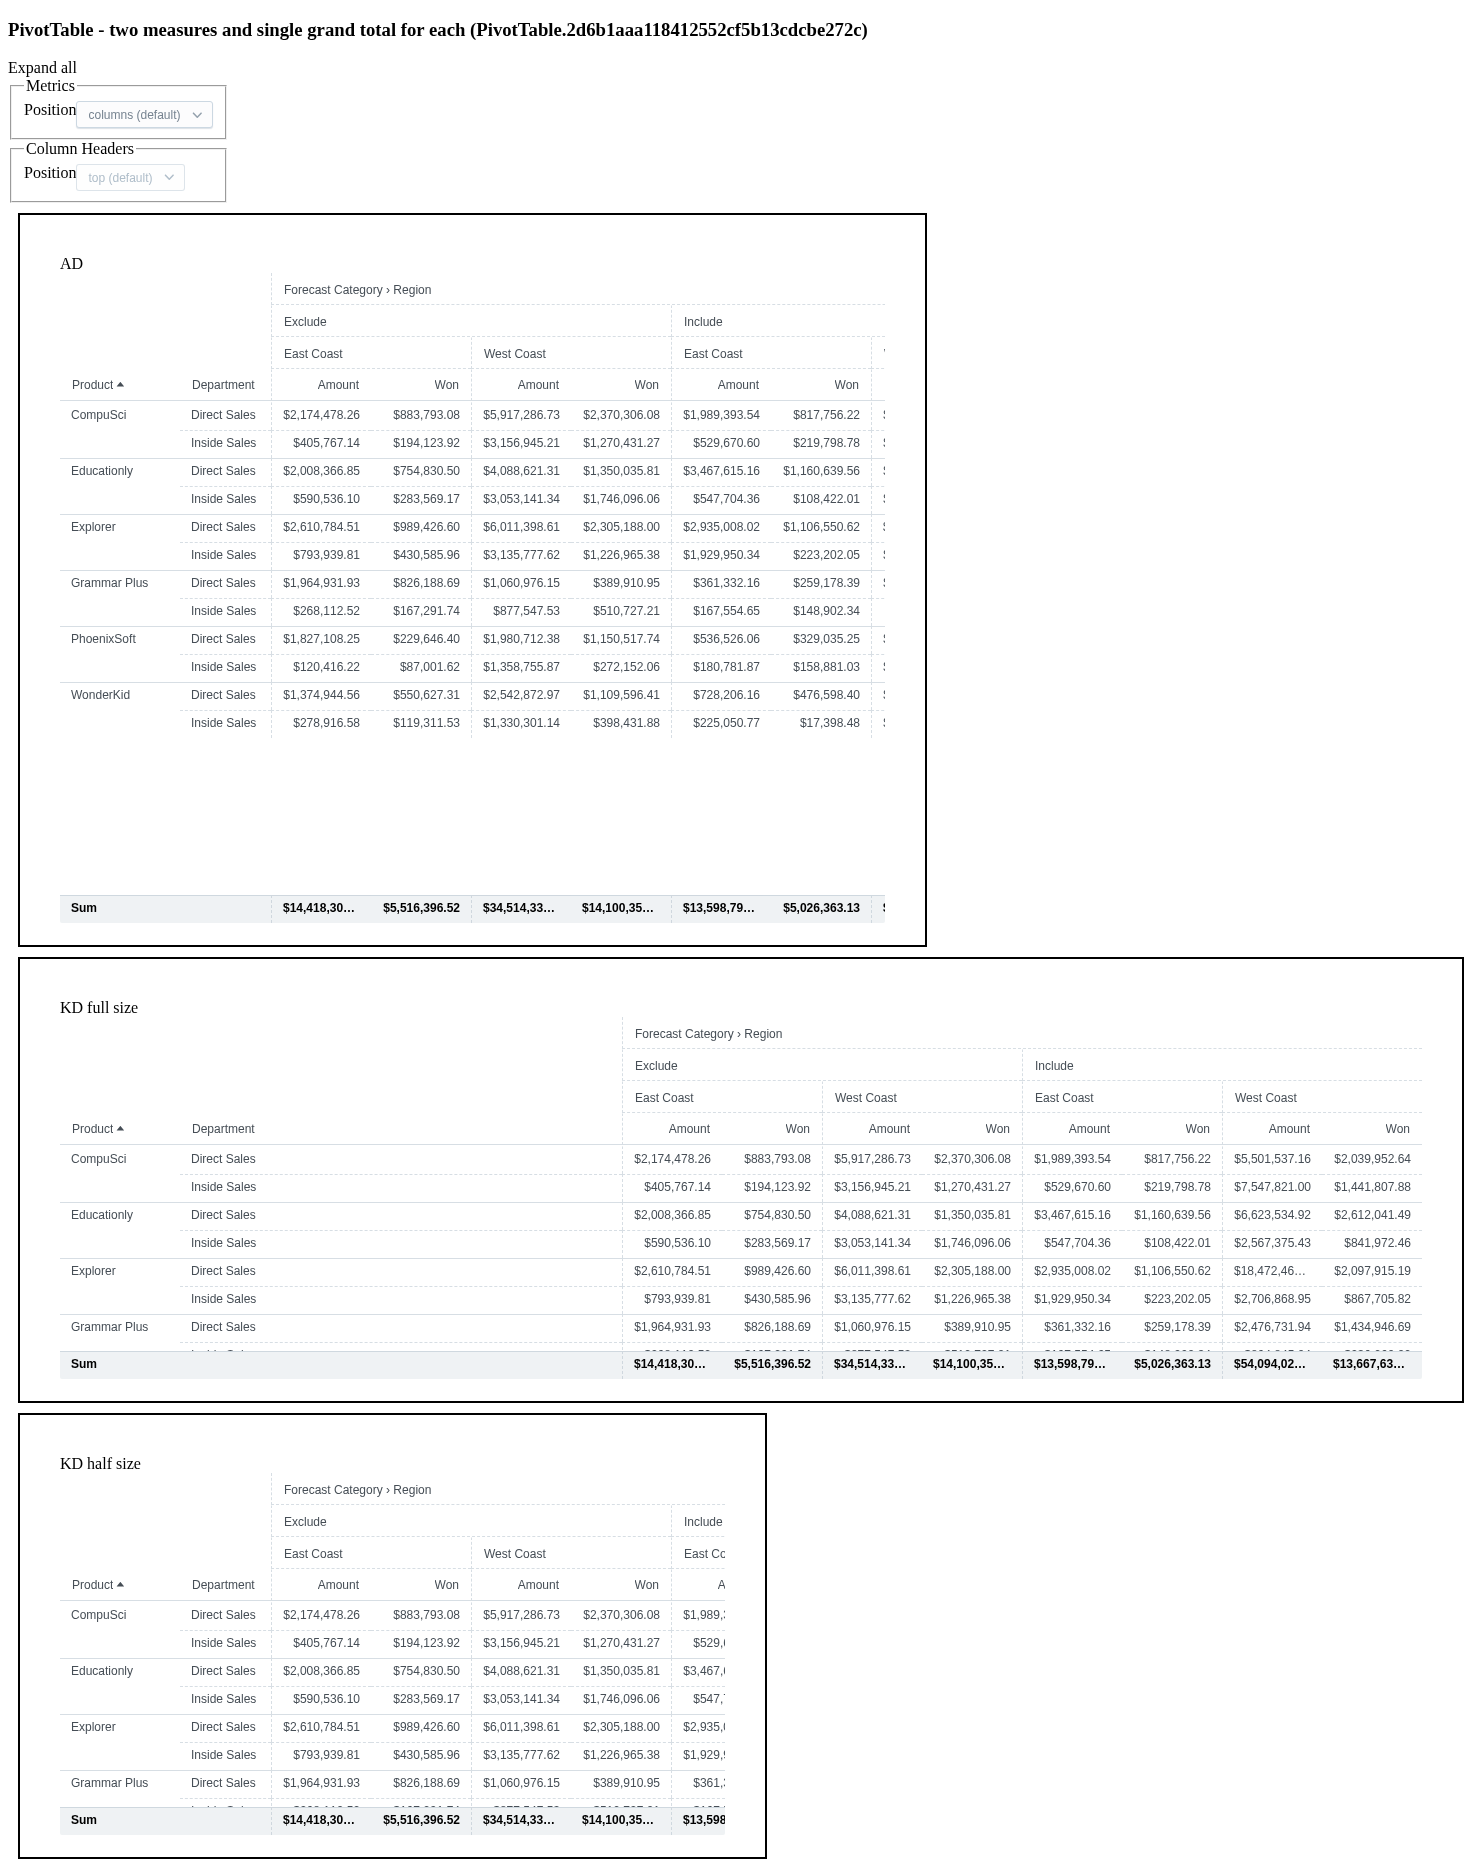 PivotTable - two measures and single grand total for each (PivotTable.2d6b1aaa118412552cf5b13cdcbe272c)
Expand all
Metrics
Position columns (default)
Column Headers
Position top (default)
AD
Forecast Category › Region
Exclude Include
East Coast West Coast East Coast
Product Department Amount Won Amount Won Amount Won
CompuSci Direct Sales $2,174,478.26 $883,793.08 $5,917,286.73 $2,370,306.08 $1,989,393.54 $817,756.22
Inside Sales $405,767.14 $194,123.92 $3,156,945.21 $1,270,431.27 $529,670.60 $219,798.78
Educationly Direct Sales $2,008,366.85 $754,830.50 $4,088,621.31 $1,350,035.81 $3,467,615.16 $1,160,639.56
Inside Sales $590,536.10 $283,569.17 $3,053,141.34 $1,746,096.06 $547,704.36 $108,422.01
Explorer Direct Sales $2,610,784.51 $989,426.60 $6,011,398.61 $2,305,188.00 $2,935,008.02 $1,106,550.62
Inside Sales $793,939.81 $430,585.96 $3,135,777.62 $1,226,965.38 $1,929,950.34 $223,202.05
Grammar Plus Direct Sales $1,964,931.93 $826,188.69 $1,060,976.15 $389,910.95 $361,332.16 $259,178.39
Inside Sales $268,112.52 $167,291.74 $877,547.53 $510,727.21 $167,554.65 $148,902.34
PhoenixSoft Direct Sales $1,827,108.25 $229,646.40 $1,980,712.38 $1,150,517.74 $536,526.06 $329,035.25
Inside Sales $120,416.22 $87,001.62 $1,358,755.87 $272,152.06 $180,781.87 $158,881.03
WonderKid Direct Sales $1,374,944.56 $550,627.31 $2,542,872.97 $1,109,596.41 $728,206.16 $476,598.40
Inside Sales $278,916.58 $119,311.53 $1,330,301.14 $398,431.88 $225,050.77 $17,398.48
Sum $14,418,30… $5,516,396.52 $34,514,33… $14,100,35… $13,598,79… $5,026,363.13
KD full size
Forecast Category › Region
Exclude Include
East Coast West Coast East Coast West Coast
Product Department Amount Won Amount Won Amount Won Amount Won
CompuSci Direct Sales $2,174,478.26 $883,793.08 $5,917,286.73 $2,370,306.08 $1,989,393.54 $817,756.22 $5,501,537.16 $2,039,952.64
Inside Sales $405,767.14 $194,123.92 $3,156,945.21 $1,270,431.27 $529,670.60 $219,798.78 $7,547,821.00 $1,441,807.88
Educationly Direct Sales $2,008,366.85 $754,830.50 $4,088,621.31 $1,350,035.81 $3,467,615.16 $1,160,639.56 $6,623,534.92 $2,612,041.49
Inside Sales $590,536.10 $283,569.17 $3,053,141.34 $1,746,096.06 $547,704.36 $108,422.01 $2,567,375.43 $841,972.46
Explorer Direct Sales $2,610,784.51 $989,426.60 $6,011,398.61 $2,305,188.00 $2,935,008.02 $1,106,550.62 $18,472,46… $2,097,915.19
Inside Sales $793,939.81 $430,585.96 $3,135,777.62 $1,226,965.38 $1,929,950.34 $223,202.05 $2,706,868.95 $867,705.82
Grammar Plus Direct Sales $1,964,931.93 $826,188.69 $1,060,976.15 $389,910.95 $361,332.16 $259,178.39 $2,476,731.94 $1,434,946.69
Sum $14,418,30… $5,516,396.52 $34,514,33… $14,100,35… $13,598,79… $5,026,363.13 $54,094,02… $13,667,63…
KD half size
Forecast Category › Region
Exclude Include
East Coast West Coast East Co
Product Department Amount Won Amount Won A
CompuSci Direct Sales $2,174,478.26 $883,793.08 $5,917,286.73 $2,370,306.08 $1,989,
Inside Sales $405,767.14 $194,123.92 $3,156,945.21 $1,270,431.27 $529,
Educationly Direct Sales $2,008,366.85 $754,830.50 $4,088,621.31 $1,350,035.81 $3,467,
Inside Sales $590,536.10 $283,569.17 $3,053,141.34 $1,746,096.06 $547,
Explorer Direct Sales $2,610,784.51 $989,426.60 $6,011,398.61 $2,305,188.00 $2,935,
Inside Sales $793,939.81 $430,585.96 $3,135,777.62 $1,226,965.38 $1,929,
Grammar Plus Direct Sales $1,964,931.93 $826,188.69 $1,060,976.15 $389,910.95 $361,
Sum $14,418,30… $5,516,396.52 $34,514,33… $14,100,35… $13,598